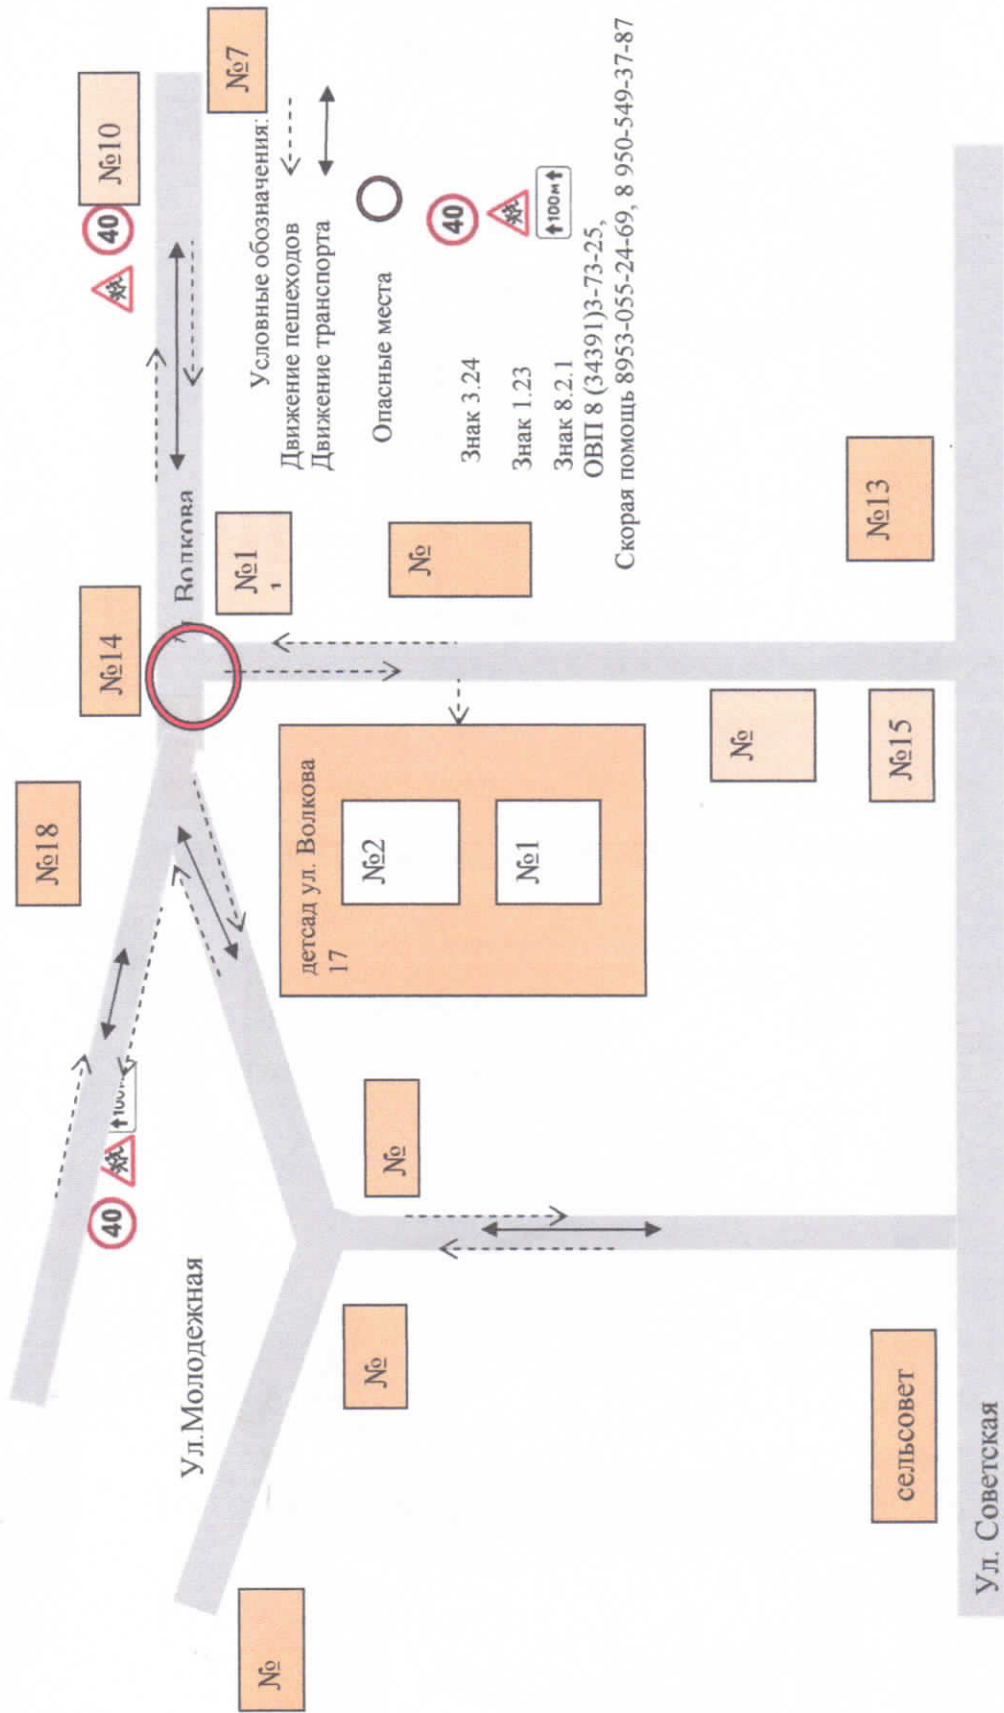 №18
№14
№10
40
40
100м
Ул.Молодежная
Волкова
№7
№1
1
Условные обозначения:
Движение пешеходов
Движение транспорта
Опасные места
Знак 3.24
40
Знак 1.23
Знак 8.2.1
100м
ОВП 8 (34391)3-73-25,
Скорая помощь 8953-055-24-69, 8 950-549-37-87
детсад ул. Волкова
17
№2
№1
№
№
№
№
№
№13
№15
сельсовет
Ул. Советская